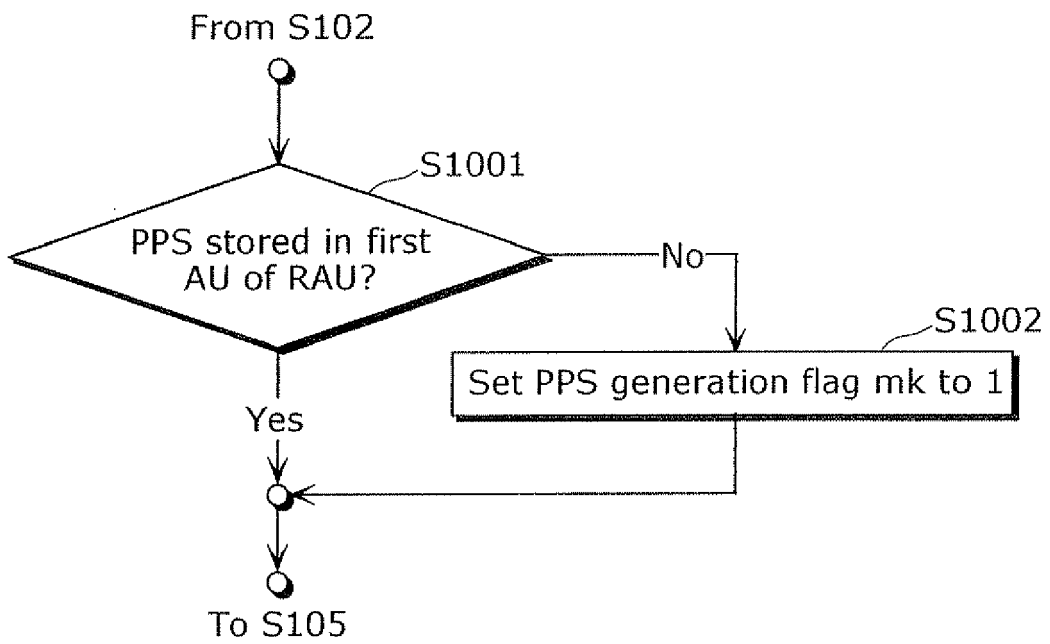 From S102
S1001
PPS stored in first
AU of RAU?
No
S1002
Set PPS generation flag mk to 1
Yes
To S105